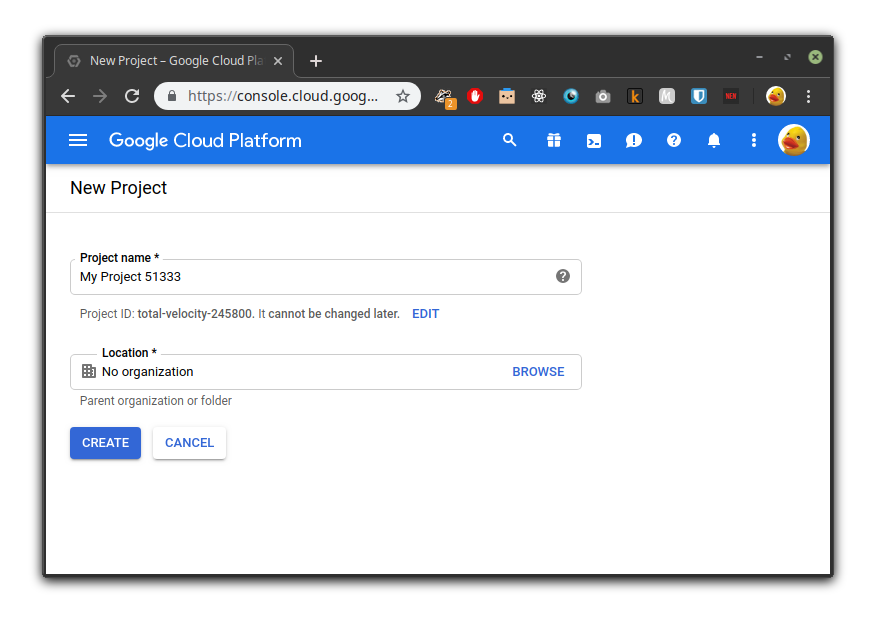 New Project – Google Cloud Pla
https://console.cloud.goog...
2
k
M
NEW
Google Cloud Platform
New Project
Project name *
My Project 51333
Project ID: total-velocity-245800. It cannot be changed later. EDIT
Location *
No organization BROWSE
Parent organization or folder
CREATE CANCEL